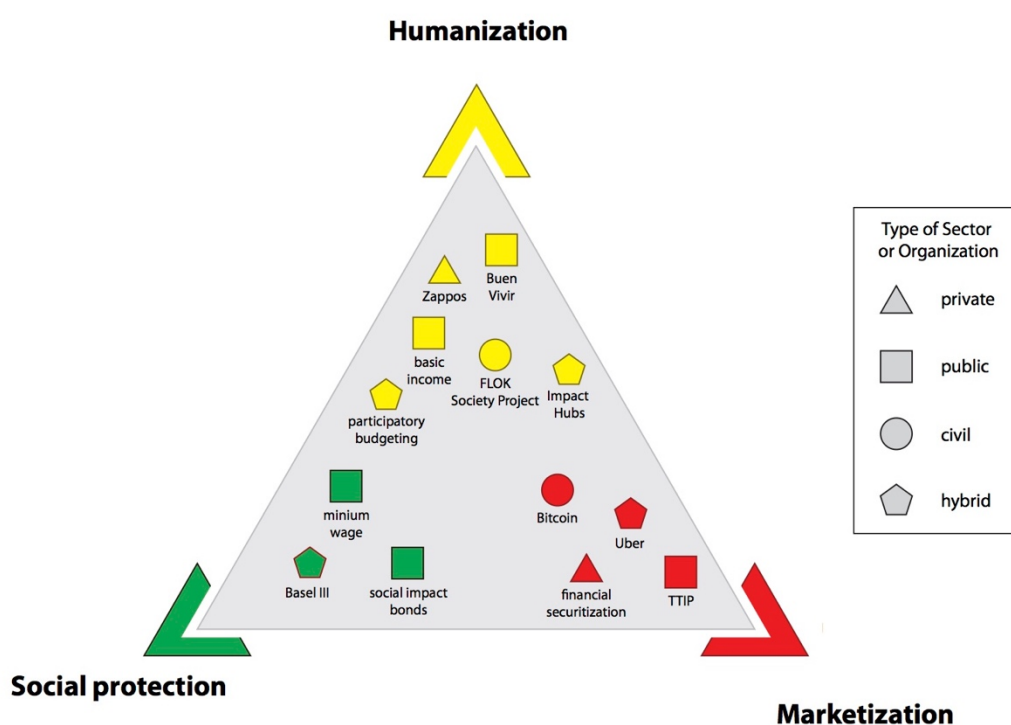 Humanization
Zappos
Buen
Vivir
basic
income
FLOK
Society Project
Impact
Hubs
participatory
budgeting
minium
wage
Bitcoin
Uber
Basel III
social impact
bonds
financial
securitization
TTIP
Social protection
Marketization
Type of Sector
or Organization
private
public
civil
hybrid